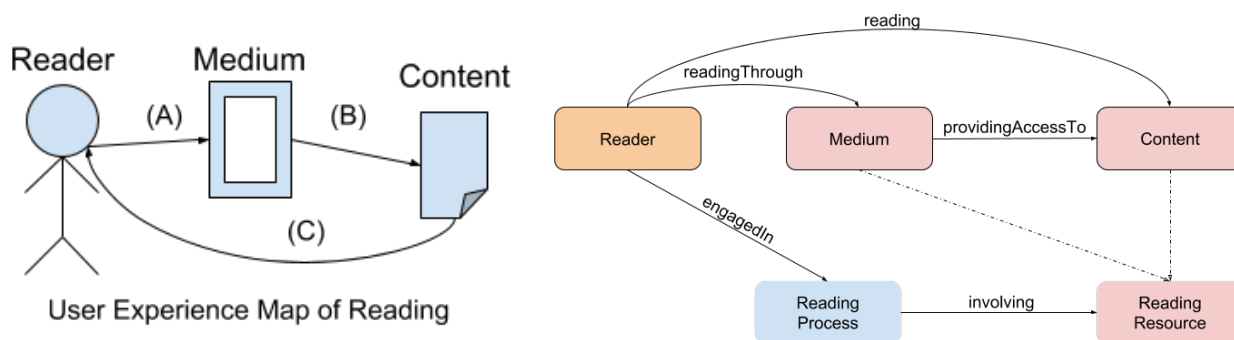 Reader
Medium
Content
(A)
(B)
(C)
User Experience Map of Reading
reading
readingThrough
Reader
Medium
providingAccessTo
Content
engagedIn
Reading
Process
involving
Reading
Resource